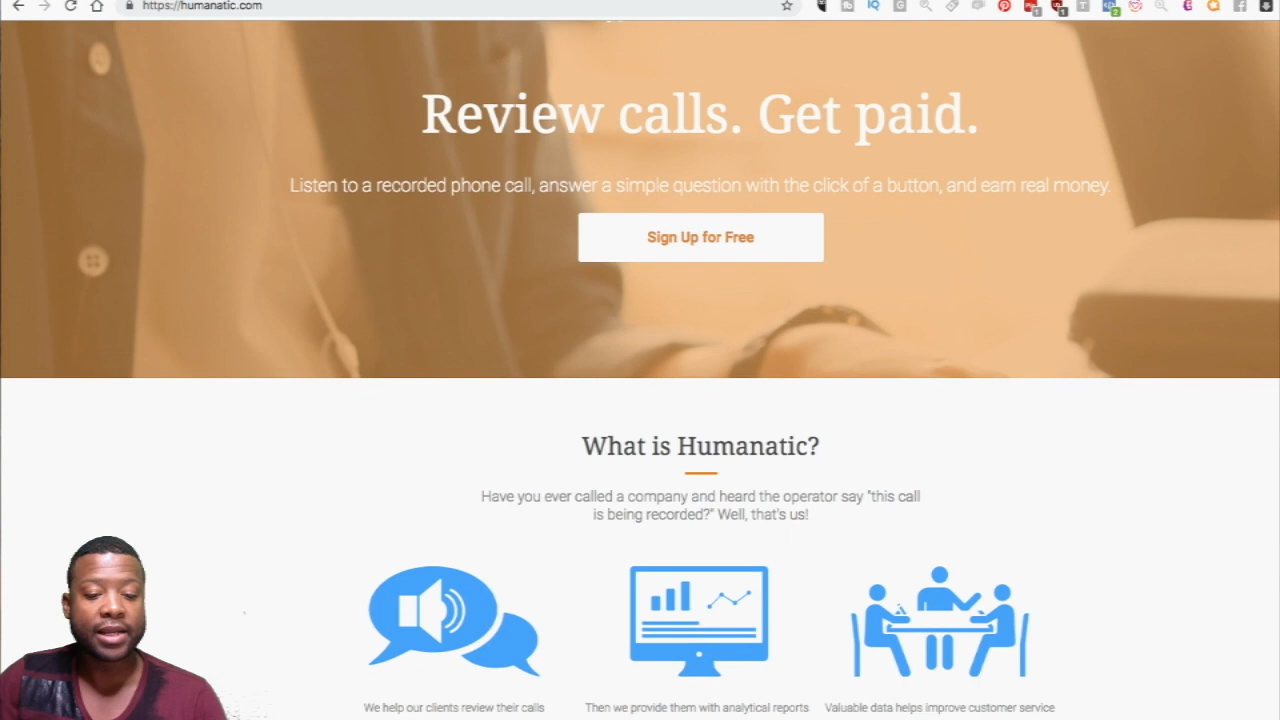 https://humanatic.com
Review calls. Get paid.
Listen to a recorded phone call, answer a simple question with the click of a button, and earn real money.
Sign Up for Free
What is Humanatic?
Have you ever called a company and heard the operator say "this call
is being recorded?" Well, that's us!
We help our clients review their calls
Then we provide them with analytical reports
Valuable data helps improve customer service